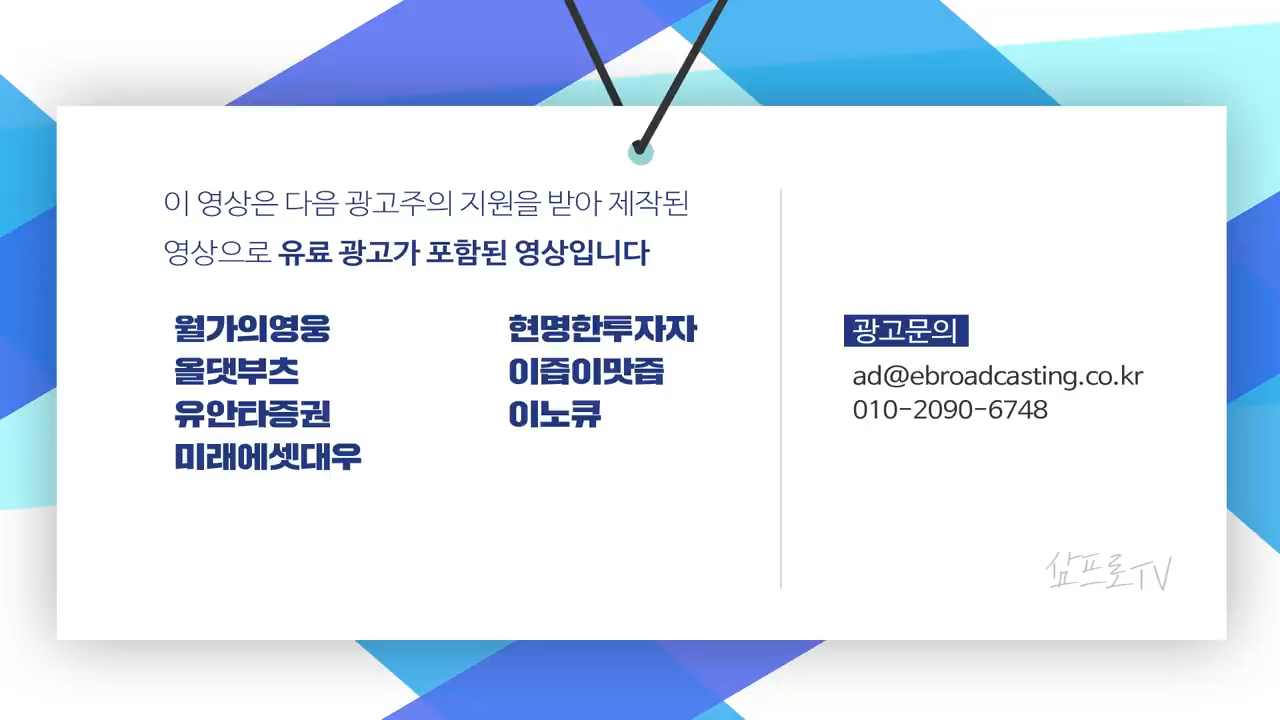 이 영상은 다음 광고주의 지원을 받아 제작된
영상으로 유료 광고가 포함된 영상입니다
월가의영웅
올댓부츠
유안타증권
미래에셋대우
현명한투자자
이즙이맛즙
이노큐
광고문의
ad@ebroadcasting.co.kr
010-2090-6748
삼프로TV